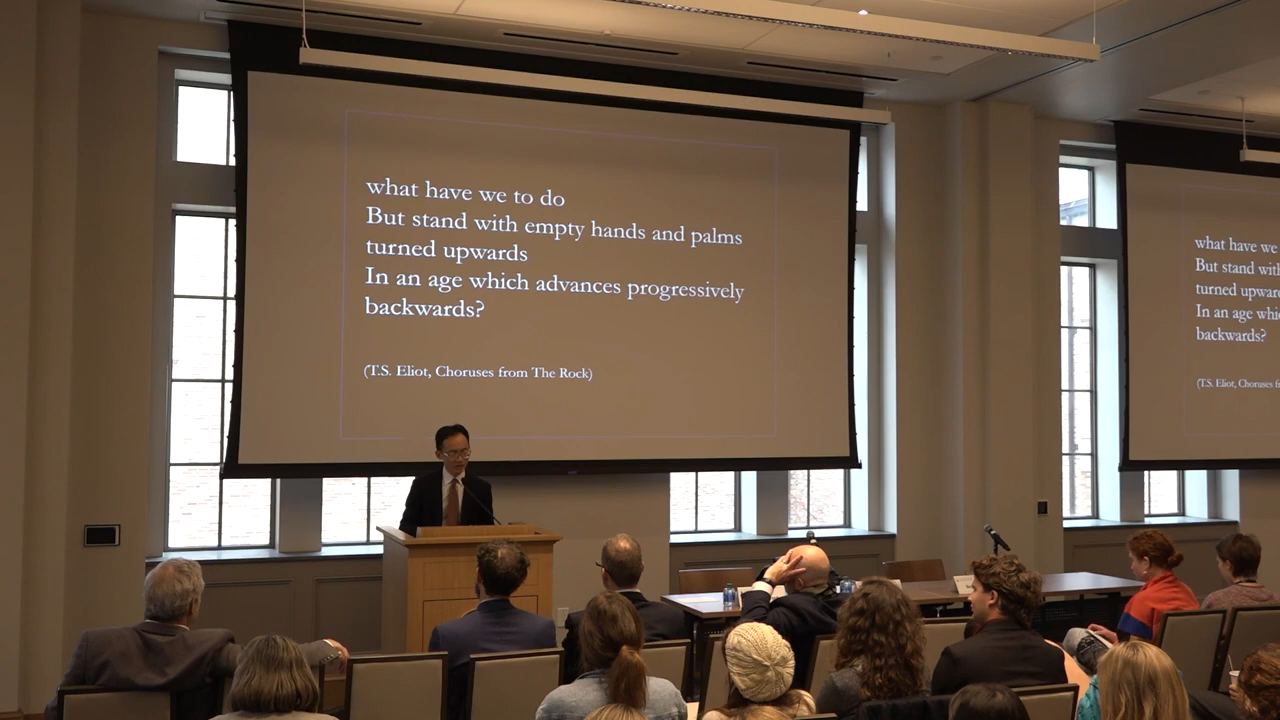 what have we to do
But stand with empty hands and palms
turned upwards
In an age which advances progressively
backwards?
(T.S. Eliot, Choruses from The Rock)
what have we
But stand with
turned upwar
In an age whi
backwards?
(T.S. Eliot, Choruses f